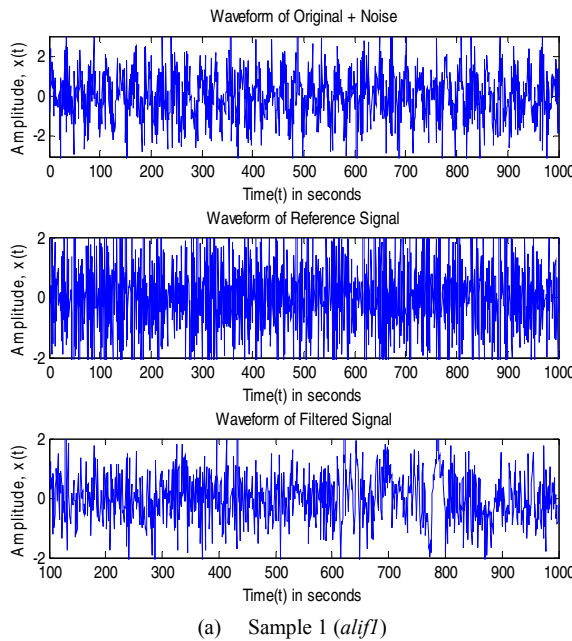 Waveform of Original + Noise
Amplitude, x(t)
2
0
-2
0 100 200 300 400 500 600 700 800 900 1000
Time(t) in seconds
Waveform of Reference Signal
Amplitude, x(t)
2
0
-2
0 100 200 300 400 500 600 700 800 900 1000
Time(t) in seconds
Waveform of Filtered Signal
Amplitude, x(t)
2
0
-2
100 200 300 400 500 600 700 800 900 1000
Time(t) in seconds
(a) Sample 1 (alif1)